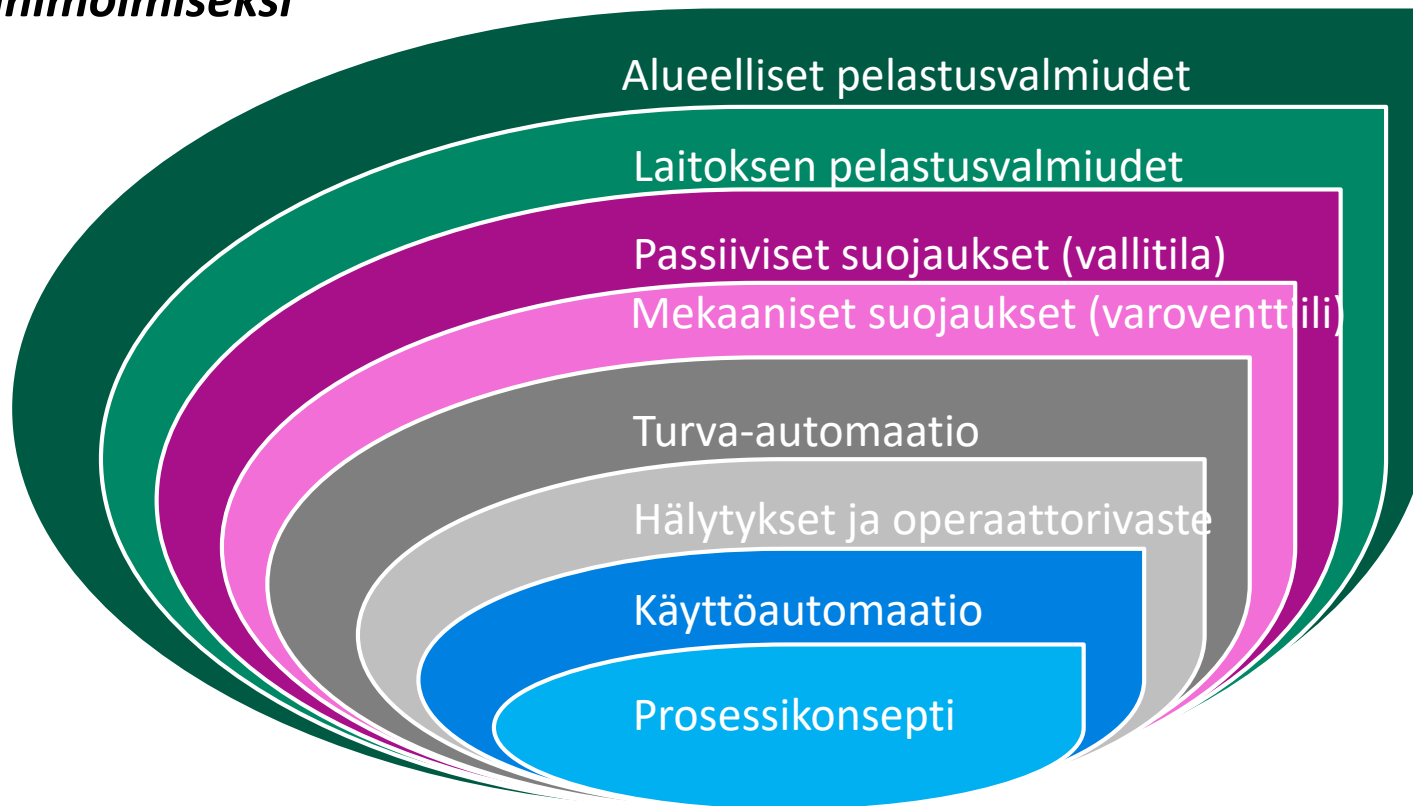 Alueelliset pelastusvalmiudet
Laitoksen pelastusvalmiudet
Passiiviset suojaukset (vallitila)
Mekaaniset suojaukset (varoventtiili)
Turva-automaatio
Hälytykset ja operaattorivaste
Käyttöautomaatio
Prosessikonsepti